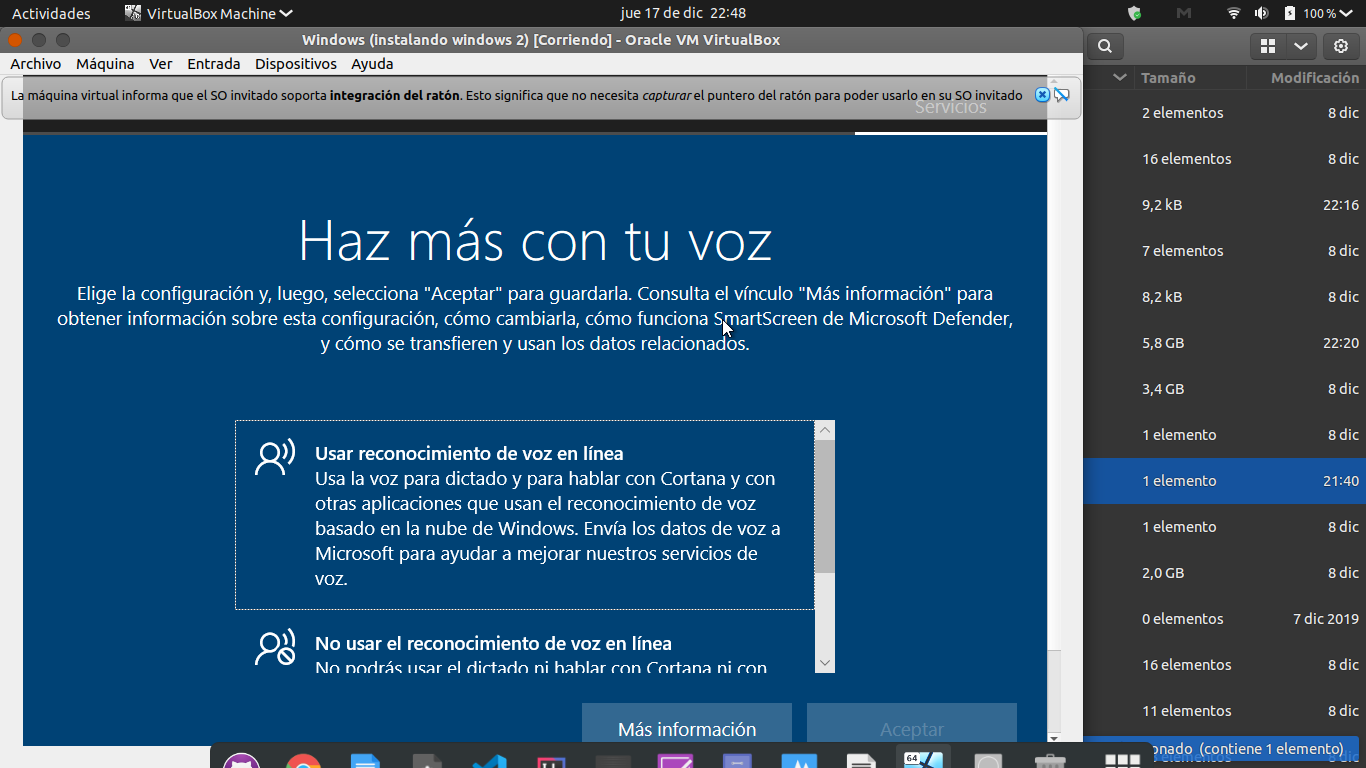 Actividades
VirtualBox Machine
jue 17 de dic 22:48
100 %
Windows (instalando windows 2) [Corriendo] - Oracle VM VirtualBox
Archivo Máquina Ver Entrada Dispositivos Ayuda
La máquina virtual informa que el SO invitado soporta integración del ratón. Esto significa que no necesita capturar el puntero del ratón para poder usarlo en su SO invitado
Servicios
Haz más con tu voz
Elige la configuración y, luego, selecciona "Aceptar" para guardarla. Consulta el vínculo "Más información" para
obtener información sobre esta configuración, cómo cambiarla, cómo funciona SmartScreen de Microsoft Defender,
y cómo se transfieren y usan los datos relacionados.
Usar reconocimiento de voz en línea
Usa la voz para dictado y para hablar con Cortana y con
otras aplicaciones que usan el reconocimiento de voz
basado en la nube de Windows. Envía los datos de voz a
Microsoft para ayudar a mejorar nuestros servicios de
voz.
No usar el reconocimiento de voz en línea
No podrás usar el dictado ni hablar con Cortana ni con
Más información
Aceptar
Tamaño Modificación
2 elementos 8 dic
16 elementos 8 dic
9,2 kB 22:16
7 elementos 8 dic
8,2 kB 8 dic
5,8 GB 22:20
3,4 GB 8 dic
1 elemento 8 dic
1 elemento 21:40
1 elemento 8 dic
2,0 GB 8 dic
0 elementos 7 dic 2019
16 elementos 8 dic
11 elementos 8 dic
onado (contiene 1 elemento)
64